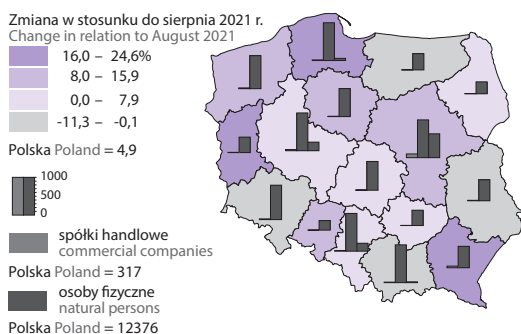 Zmiana w stosunku do sierpnia 2021 r.
Change in relation to August 2021
16,0 – 24,6%
8,0 – 15,9
0,0 – 7,9
-11,3 – -0,1
Polska Poland = 4,9
1000
500
0
spółki handlowe
commercial companies
Polska Poland = 317
osoby fizyczne
natural persons
Polska Poland = 12376